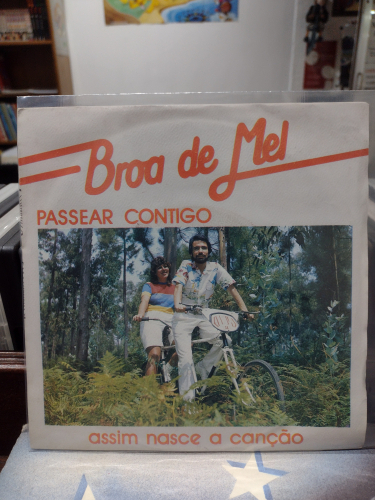 Broa de Mel
PASSEAR CONTIGO
assim nasce a canção